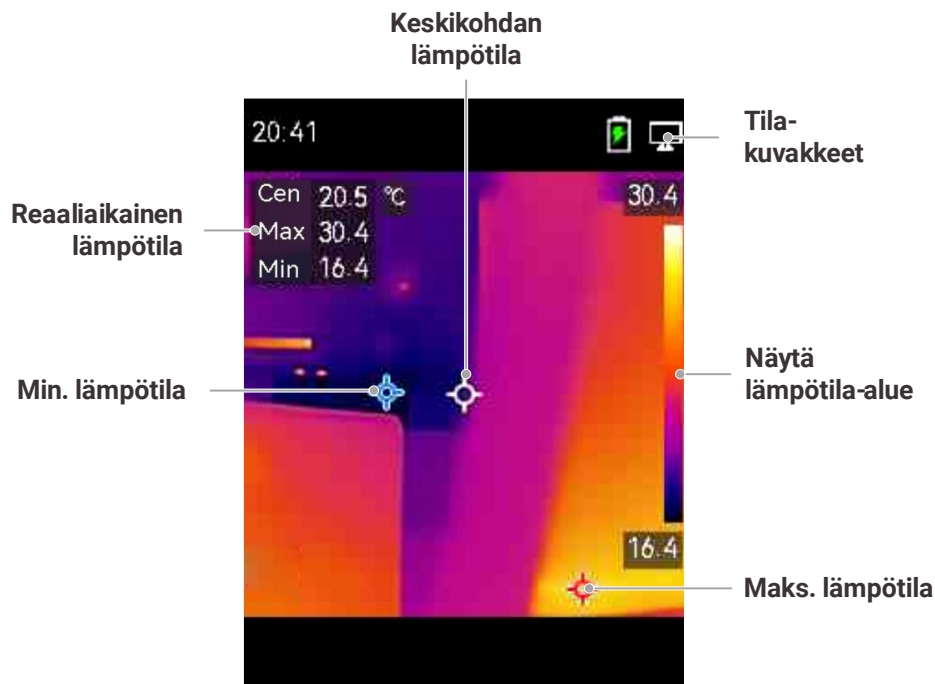 Keskikohdan
lämpötila
20:41
Tila-
kuvakkeet
Cen 20.5 °C
Max 30.4
Min 16.4
30.4
Reaaliaikainen
lämpötila
Min. lämpötila
Näytä
lämpötila-alue
16.4
Maks. lämpötila